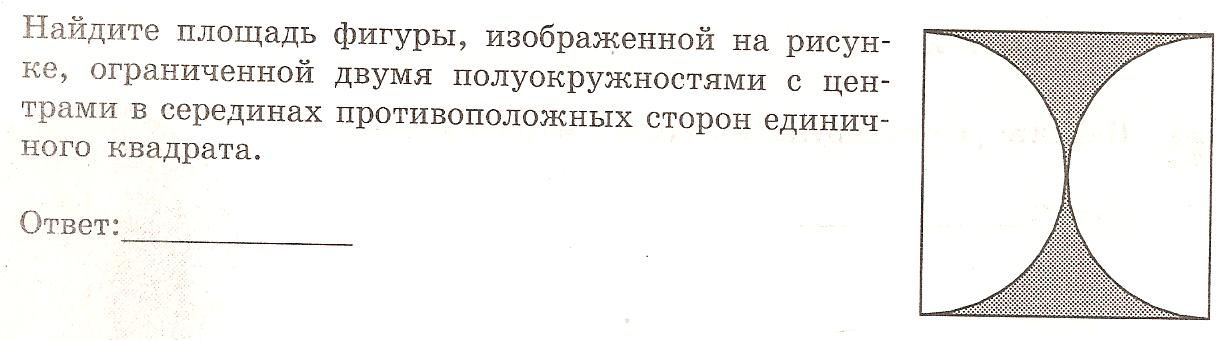 Найдите площадь фигуры, изображенной на рисун-
ке, ограниченной двумя полуокружностями с цен-
трами в серединах противоположных сторон единич-
ного квадрата.
Ответ: